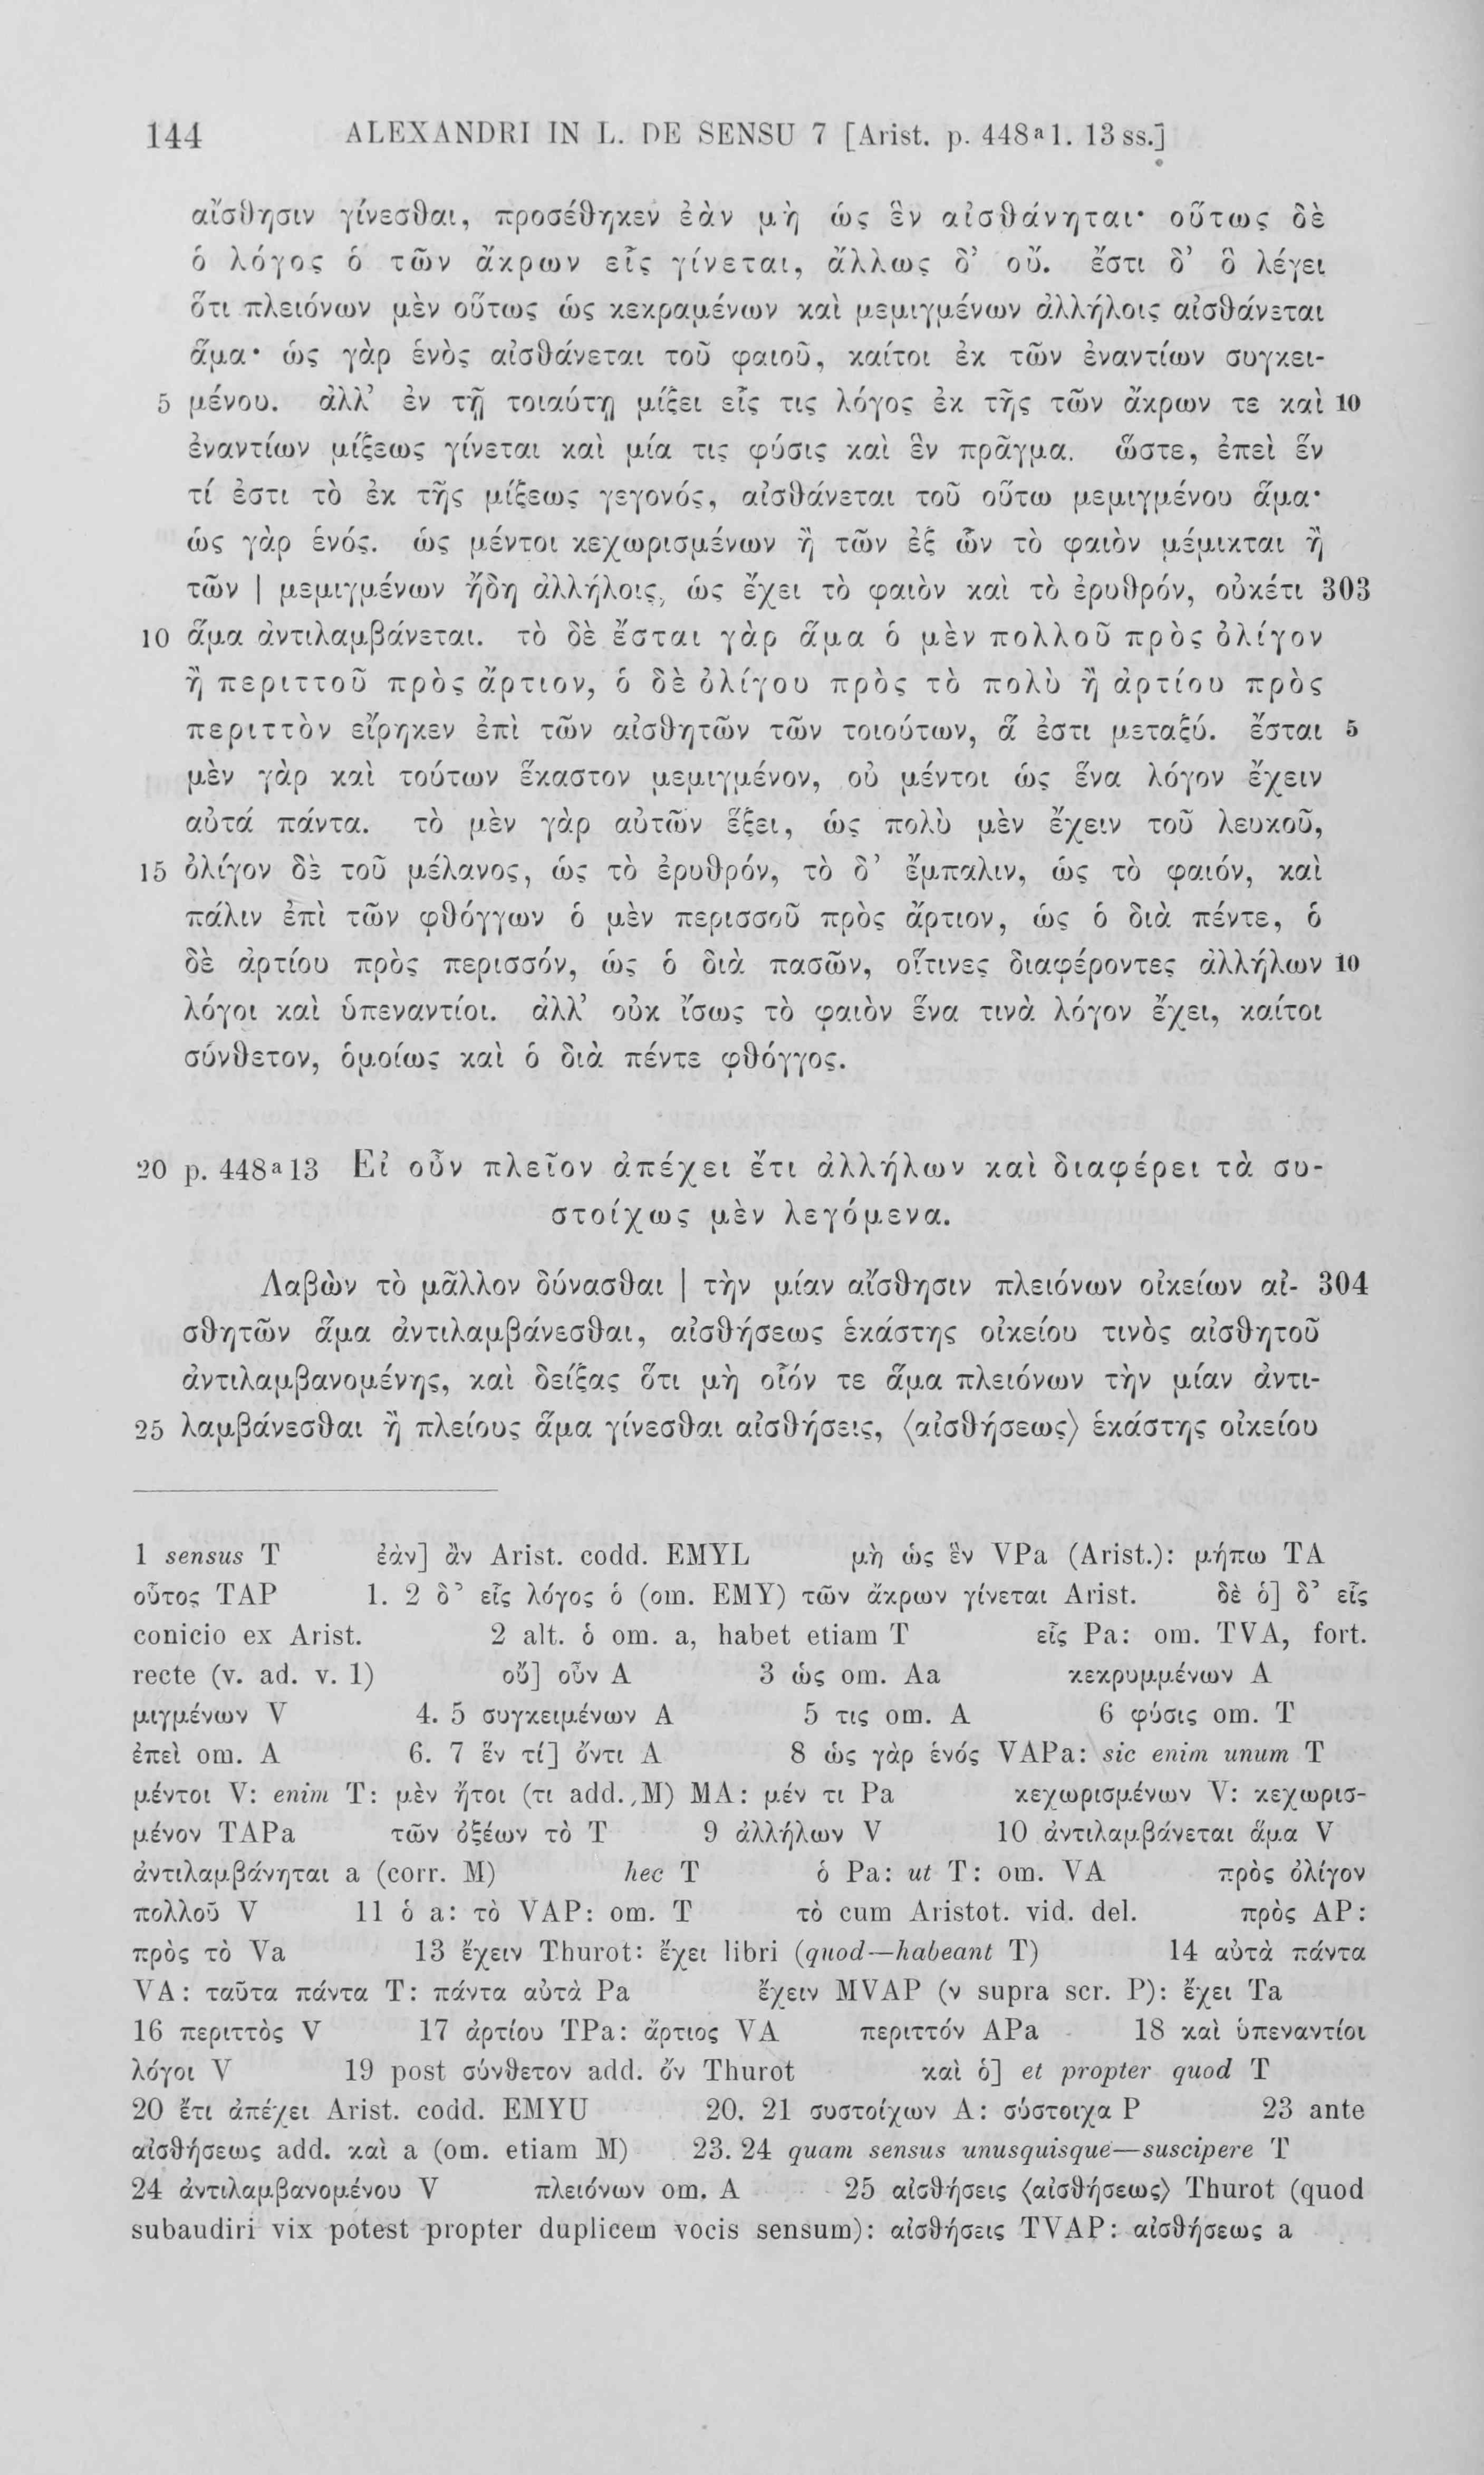 144 ALEXANDRI IN L. DE SENSU 7 [Arist. p. 448ª l. 13 ss.]
αἴσθησιν γίνεσθαι, προσέθηκεν ἐὰν μὴ ὡς ἓν αἰσθάνηται· οὕτως δὲ
ὁ λόγος ὁ τῶν ἄκρων εἷς γίνεται, ἄλλως δ’ οὔ. ἔστι δ’ ὃ λέγει
ὅτι πλειόνων μὲν οὕτως ὡς κεκραμένων καὶ μεμιγμένων ἀλλήλοις αἰσθάνεται
ἅμα· ὡς γὰρ ἑνὸς αἰσθάνεται τοῦ φαιοῦ, καίτοι ἐκ τῶν ἐναντίων συγκει-
5 μένου. ἀλλ’ ἐν τῇ τοιαύτῃ μίξει εἷς τις λόγος ἐκ τῆς τῶν ἄκρων τε καὶ 10
ἐναντίων μίξεως γίνεται καὶ μία τις φύσις καὶ ἓν πρᾶγμα. ὥστε, ἐπεὶ ἕν
τί ἐστι τὸ ἐκ τῆς μίξεως γεγονός, αἰσθάνεται τοῦ οὕτω μεμιγμένου ἅμα·
ὡς γὰρ ἑνός. ὡς μέντοι κεχωρισμένων ἢ τῶν ἐξ ὧν τὸ φαιὸν μέμικται ἢ
τῶν | μεμιγμένων ἤδη ἀλλήλοις, ὡς ἔχει τὸ φαιὸν καὶ τὸ ἐρυθρόν, οὐκέτι 303
10 ἅμα ἀντιλαμβάνεται. τὸ δὲ ἔσται γὰρ ἅμα ὁ μὲν πολλοῦ πρὸς ὀλίγον
ἢ περιττοῦ πρὸς ἄρτιον, ὁ δὲ ὀλίγου πρὸς τὸ πολὺ ἢ ἀρτίου πρὸς
περιττὸν εἴρηκεν ἐπὶ τῶν αἰσθητῶν τῶν τοιούτων, ἅ ἐστι μεταξύ. ἔσται 5
μὲν γὰρ καὶ τούτων ἕκαστον μεμιγμένον, οὐ μέντοι ὡς ἕνα λόγον ἔχειν
αὐτά πάντα. τὸ μὲν γὰρ αὐτῶν ἕξει, ὡς πολὺ μὲν ἔχειν τοῦ λευκοῦ,
15 ὀλίγον δὲ τοῦ μέλανος, ὡς τὸ ἐρυθρόν, τὸ δ’ ἔμπαλιν, ὡς τὸ φαιόν, καὶ
πάλιν ἐπὶ τῶν φθόγγων ὁ μὲν περισσοῦ πρὸς ἄρτιον, ὡς ὁ διὰ πέντε, ὁ
δὲ ἀρτίου πρὸς περισσόν, ὡς ὁ διὰ πασῶν, οἵτινες διαφέροντες ἀλλήλων 10
λόγοι καὶ ὑπεναντίοι. ἀλλ’ οὐκ ἴσως τὸ φαιὸν ἕνα τινὰ λόγον ἔχει, καίτοι
σύνθετον, ὁμοίως καὶ ὁ διὰ πέντε φθόγγος.
20 p. 448ª13 Εἰ οὖν πλεῖον ἀπέχει ἔτι ἀλλήλων καὶ διαφέρει τὰ συ-
στοίχως μὲν λεγόμενα.
Λαβὼν τὸ μᾶλλον δύνασθαι | τὴν μίαν αἴσθησιν πλειόνων οἰκείων αἰ- 304
σθητῶν ἅμα ἀντιλαμβάνεσθαι, αἰσθήσεως ἑκάστης οἰκείου τινὸς αἰσθητοῦ
ἀντιλαμβανομένης, καὶ δείξας ὅτι μὴ οἷόν τε ἅμα πλειόνων τὴν μίαν ἀντι-
25 λαμβάνεσθαι ἢ πλείους ἅμα γίνεσθαι αἰσθήσεις, ⟨αἰσθήσεως⟩ ἑκάστης οἰκείου
1 sensus T ἐὰν] ἂν Arist. codd. EMYL μὴ ὡς ἓν VPa (Arist.): μήπω TA
οὗτος TAP 1. 2 δ’ εἷς λόγος ὁ (om. EMY) τῶν ἄκρων γίνεται Arist. δὲ ὁ] δ’ εἷς
conicio ex Arist. 2 alt. ὁ om. a, habet etiam T εἷς Pa: om. TVA, fort.
recte (v. ad. v. 1) οὔ] οὖν A 3 ὡς om. Aa κεκρυμμένων A
μιγμένων V 4. 5 συγκειμένων A 5 τις om. A 6 φύσις om. T
ἐπεὶ om. A 6. 7 ἕν τί] ὄντι A 8 ὡς γὰρ ἑνός VAPa: sic enim unum T
μέντοι V: enim T: μὲν ἤτοι (τι add. M) MA: μέν τι Pa κεχωρισμένων V: κεχωρισ-
μένον TAPa τῶν ὀξέων τὸ T 9 ἀλλήλων V 10 ἀντιλαμβάνεται ἅμα V
ἀντιλαμβάνηται a (corr. M) hec T ὁ Pa: ut T: om. VA πρὸς ὀλίγον
πολλοῦ V 11 ὁ a: τὸ VAP: om. T τὸ cum Aristot. vid. del. πρὸς AP:
πρὸς τὸ Va 13 ἔχειν Thurot: ἔχει libri (quod—habeant T) 14 αὐτὰ πάντα
VA: ταῦτα πάντα T: πάντα αὐτὰ Pa ἔχειν MVAP (ν supra scr. P): ἔχει Ta
16 περιττὸς V 17 ἀρτίου TPa: ἄρτιος VA περιττόν APa 18 καὶ ὑπεναντίοι
λόγοι V 19 post σύνθετον add. ὄν Thurot καὶ ὁ] et propter quod T
20 ἔτι ἀπέχει Arist. codd. EMYU 20. 21 συστοίχων A: σύστοιχα P 23 ante
αἰσθήσεως add. καὶ a (om. etiam M) 23. 24 quam sensus unusquisque—suscipere T
24 ἀντιλαμβανομένου V πλειόνων om. A 25 αἰσθήσεις ⟨αἰσθήσεως⟩ Thurot (quod
subaudiri vix potest propter duplicem vocis sensum): αἰσθήσεις TVAP: αἰσθήσεως a